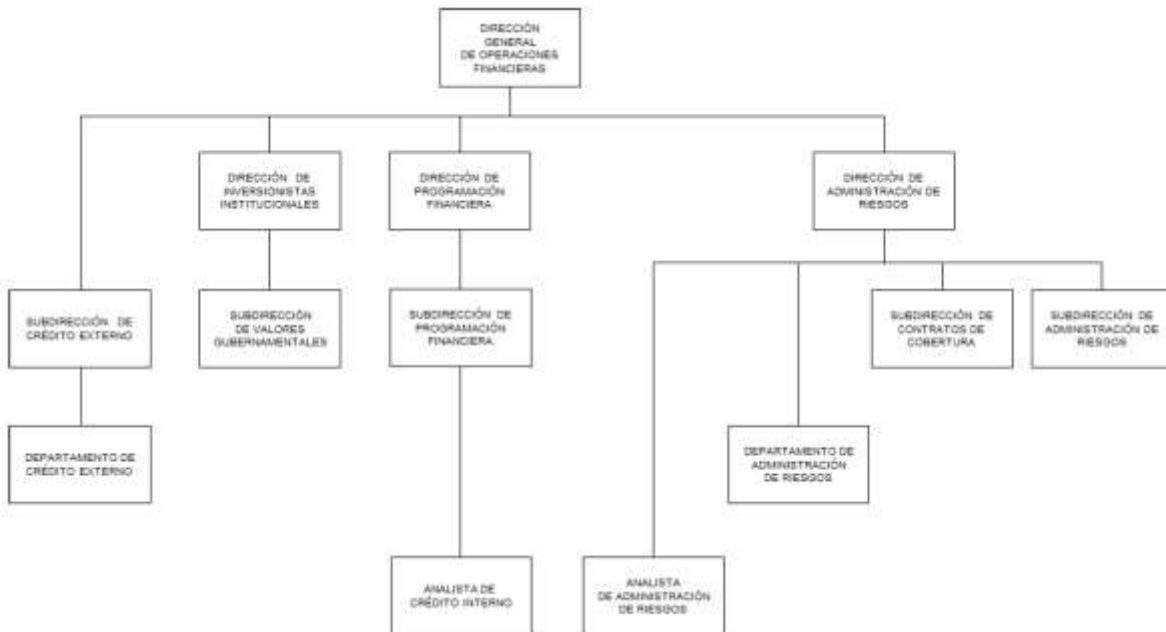 DIRECCIÓN
GENERAL
DE OPERACIONES
FINANCIERAS
DIRECCIÓN DE
INVERSIONISTAS
INSTITUCIONALES
DIRECCIÓN DE
PROGRAMACIÓN
FINANCIERA
DIRECCIÓN DE
ADMINISTRACIÓN DE
RIESGOS
SUBDIRECCIÓN DE
CRÉDITO EXTERNO
SUBDIRECCIÓN
DE VALORES
GUBERNAMENTALES
SUBDIRECCIÓN DE
PROGRAMACIÓN
FINANCIERA
SUBDIRECCIÓN DE
CONTRATOS DE
COBERTURA
SUBDIRECCIÓN DE
ADMINISTRACIÓN DE
RIESGOS
DEPARTAMENTO DE
CRÉDITO EXTERNO
DEPARTAMENTO DE
ADMINISTRACIÓN
DE RIESGOS
ANALISTA DE
CRÉDITO INTERNO
ANALISTA
DE ADMINISTRACIÓN
DE RIESGOS